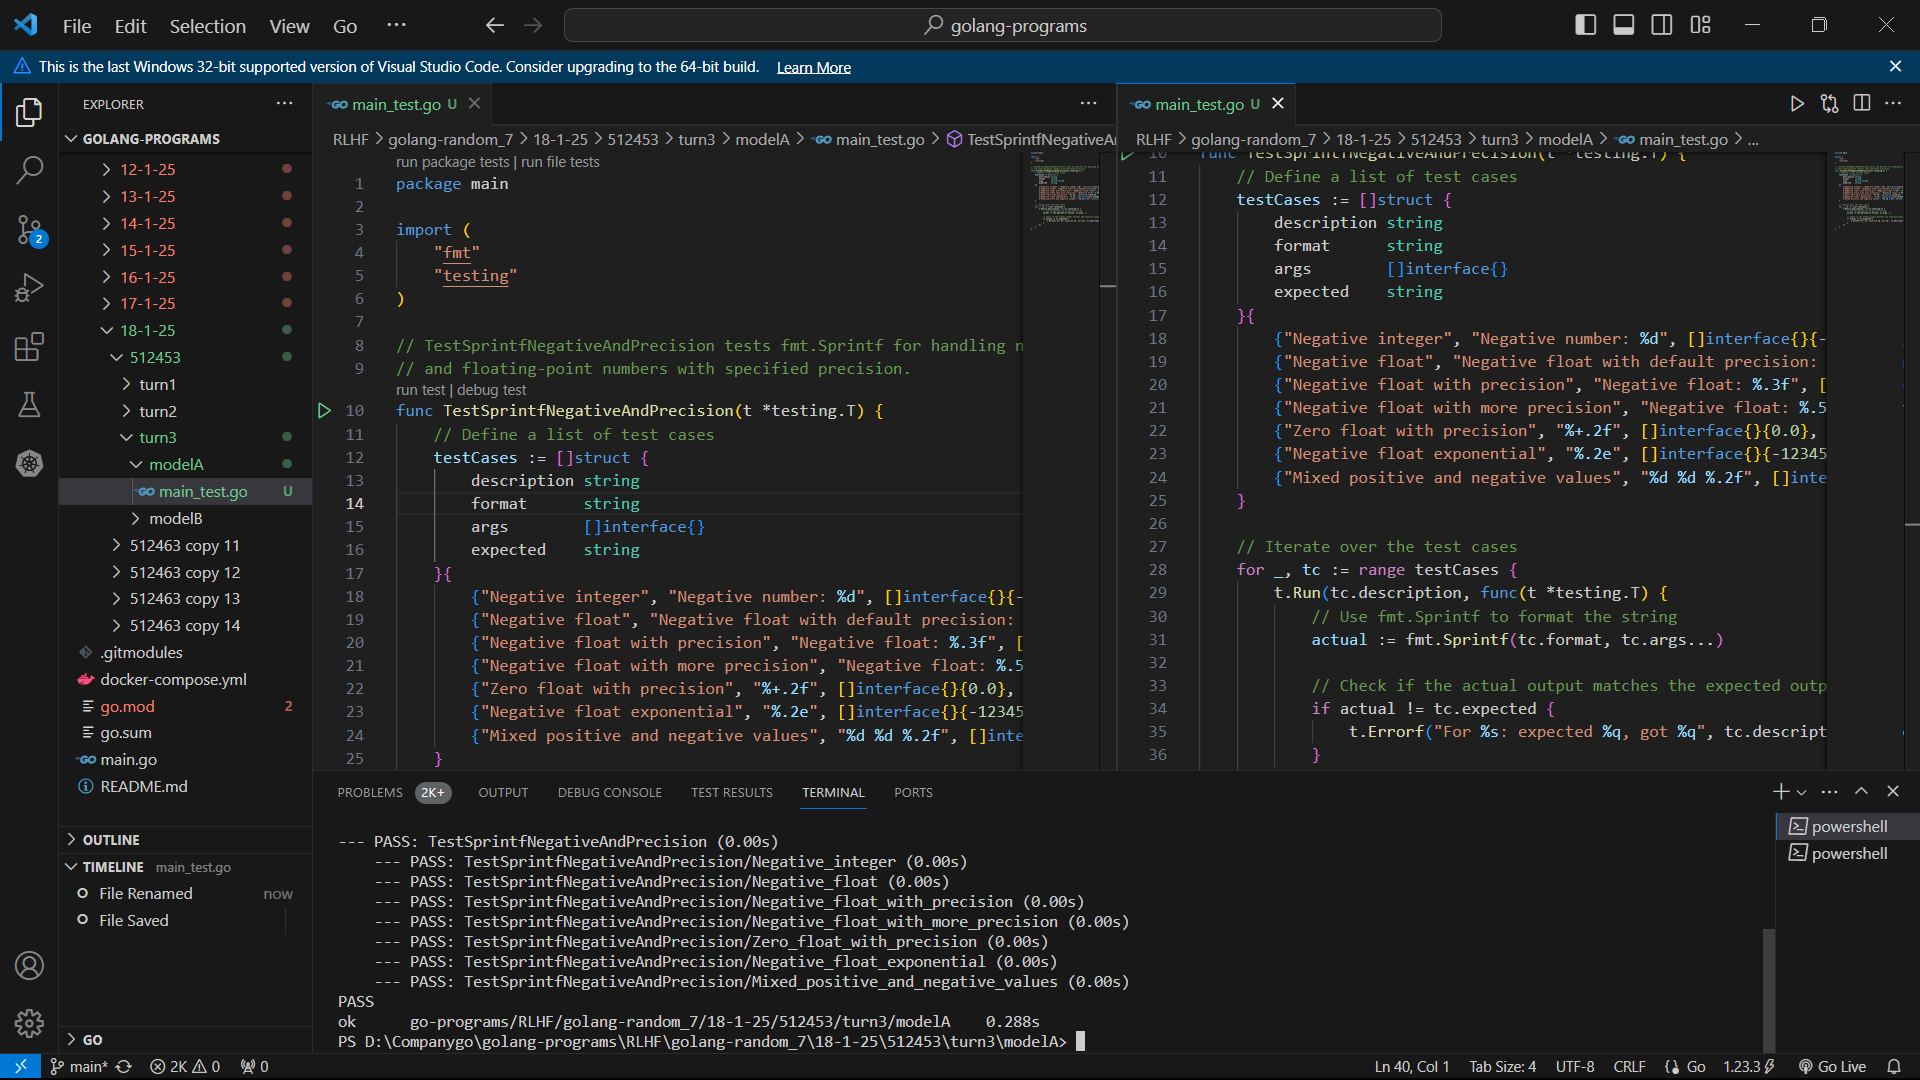 File Edit Selection View Go ···
golang-programs
This is the last Windows 32-bit supported version of Visual Studio Code. Consider upgrading to the 64-bit build. Learn More
EXPLORER
GOLANG-PROGRAMS
12-1-25
13-1-25
14-1-25
15-1-25
16-1-25
17-1-25
18-1-25
512453
turn1
turn2
turn3
modelA
main_test.go U
modelB
512463 copy 11
512463 copy 12
512463 copy 13
512463 copy 14
.gitmodules
docker-compose.yml
go.mod 2
go.sum
main.go
README.md
OUTLINE
TIMELINE main_test.go
File Renamed now
File Saved
GO
2
main_test.go U
RLHF > golang-random_7 > 18-1-25 > 512453 > turn3 > modelA > main_test.go > TestSprintfNegativeAn
run package tests | run file tests
1 package main
2
3 import (
4 "fmt"
5 "testing"
6 )
7
8 // TestSprintfNegativeAndPrecision tests fmt.Sprintf for handling n
9 // and floating-point numbers with specified precision.
run test | debug test
10 func TestSprintfNegativeAndPrecision(t *testing.T) {
11 // Define a list of test cases
12 testCases := []struct {
13 description string
14 format string
15 args []interface{}
16 expected string
17 }{
18 {"Negative integer", "Negative number: %d", []interface{}{-
19 {"Negative float", "Negative float with default precision:
20 {"Negative float with precision", "Negative float: %.3f", [
21 {"Negative float with more precision", "Negative float: %.5
22 {"Zero float with precision", "%+.2f", []interface{}{0.0},
23 {"Negative float exponential", "%.2e", []interface{}{-12345
24 {"Mixed positive and negative values", "%d %d %.2f", []inte
25 }
main_test.go U
RLHF > golang-random_7 > 18-1-25 > 512453 > turn3 > modelA > main_test.go > ...
10 func TestSprintfNegativeAndPrecision(t *testing.T) {
11 // Define a list of test cases
12 testCases := []struct {
13 description string
14 format string
15 args []interface{}
16 expected string
17 }{
18 {"Negative integer", "Negative number: %d", []interface{}{-
19 {"Negative float", "Negative float with default precision:
20 {"Negative float with precision", "Negative float: %.3f", [
21 {"Negative float with more precision", "Negative float: %.5
22 {"Zero float with precision", "%+.2f", []interface{}{0.0},
23 {"Negative float exponential", "%.2e", []interface{}{-12345
24 {"Mixed positive and negative values", "%d %d %.2f", []inte
25 }
26
27 // Iterate over the test cases
28 for _, tc := range testCases {
29 t.Run(tc.description, func(t *testing.T) {
30 // Use fmt.Sprintf to format the string
31 actual := fmt.Sprintf(tc.format, tc.args...)
32
33 // Check if the actual output matches the expected outp
34 if actual != tc.expected {
35 t.Errorf("For %s: expected %q, got %q", tc.descript
36 }
PROBLEMS 2K+ OUTPUT DEBUG CONSOLE TEST RESULTS TERMINAL PORTS
--- PASS: TestSprintfNegativeAndPrecision (0.00s)
--- PASS: TestSprintfNegativeAndPrecision/Negative_integer (0.00s)
--- PASS: TestSprintfNegativeAndPrecision/Negative_float (0.00s)
--- PASS: TestSprintfNegativeAndPrecision/Negative_float_with_precision (0.00s)
--- PASS: TestSprintfNegativeAndPrecision/Negative_float_with_more_precision (0.00s)
--- PASS: TestSprintfNegativeAndPrecision/Zero_float_with_precision (0.00s)
--- PASS: TestSprintfNegativeAndPrecision/Negative_float_exponential (0.00s)
--- PASS: TestSprintfNegativeAndPrecision/Mixed_positive_and_negative_values (0.00s)
PASS
ok go-programs/RLHF/golang-random_7/18-1-25/512453/turn3/modelA 0.288s
PS D:\Companygo\golang-programs\RLHF\golang-random_7\18-1-25\512453\turn3\modelA>
powershell
powershell
main* 2K 0 0 Ln 40, Col 1 Tab Size: 4 UTF-8 CRLF Go 1.23.3 Go Live